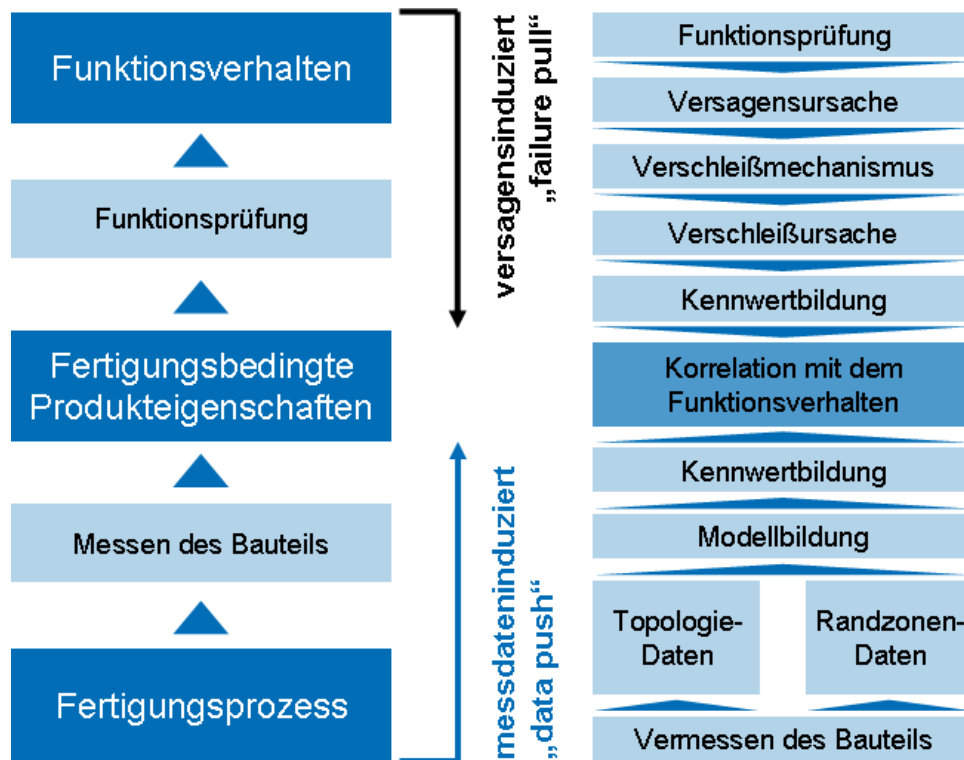 Funktionsverhalten
Funktionsprüfung
Fertigungsbedingte
Produkteigenschaften
Messen des Bauteils
Fertigungsprozess
versagensinduziert
„failure pull“
messdateninduziert
„data push“
Funktionsprüfung
Versagensursache
Verschleißmechanismus
Verschleißursache
Kennwertbildung
Korrelation mit dem
Funktionsverhalten
Kennwertbildung
Modellbildung
Topologie-
Daten
Randzonen-
Daten
Vermessen des Bauteils